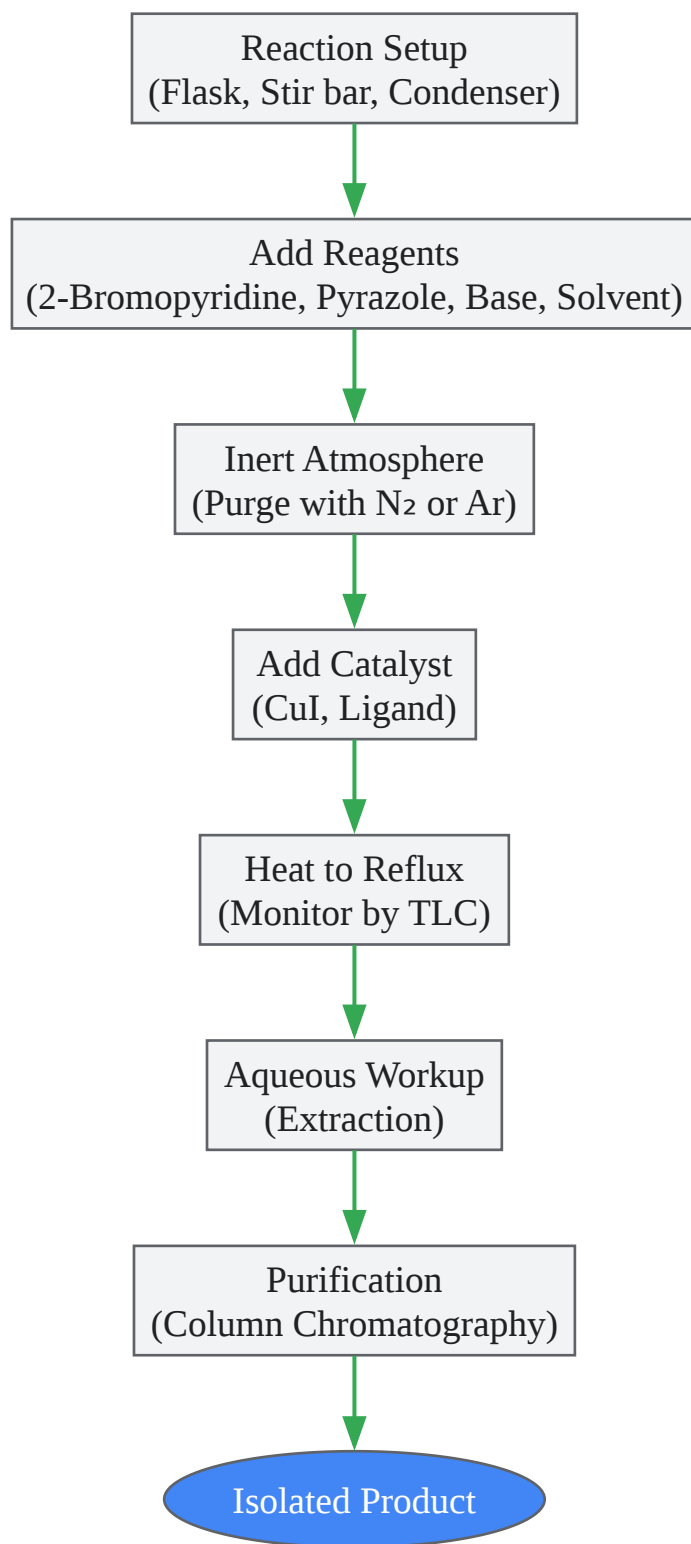 Reaction Setup
(Flask, Stir bar, Condenser)
Add Reagents
(2-Bromopyridine, Pyrazole, Base, Solvent)
Inert Atmosphere
(Purge with N₂ or Ar)
Add Catalyst
(CuI, Ligand)
Heat to Reflux
(Monitor by TLC)
Aqueous Workup
(Extraction)
Purification
(Column Chromatography)
Isolated Product